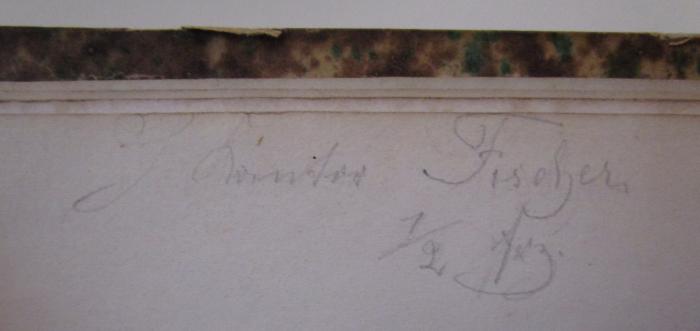 J. Kantor Fischer.
1/2